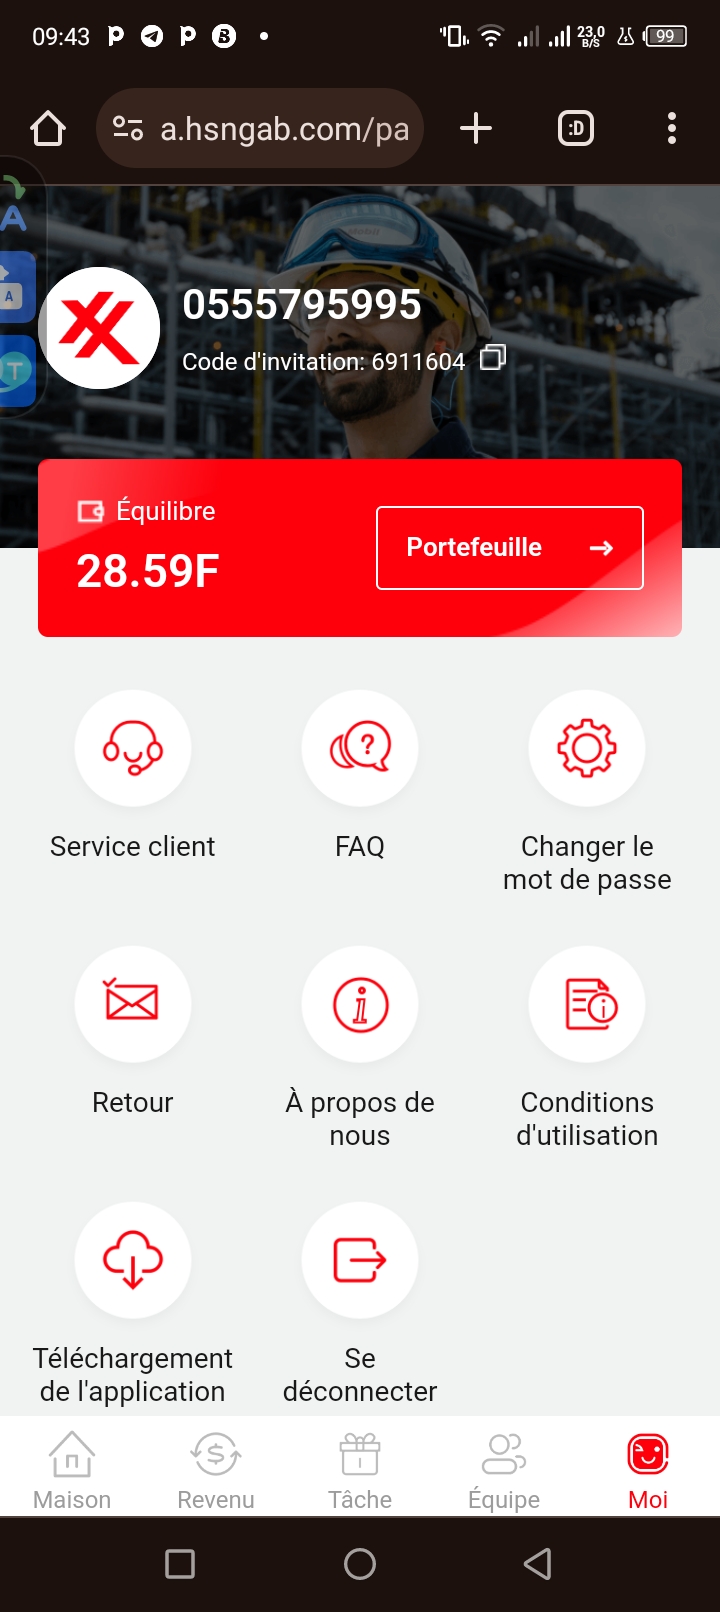 09:43
23,0
B/S
99
a.hsngab.com/pa
:D
0555795995
Code d'invitation: 6911604
Équilibre
28.59F
Portefeuille
Service client
FAQ
Changer le
mot de passe
Retour
À propos de
nous
Conditions
d'utilisation
Téléchargement
de l'application
Se
déconnecter
Maison
Revenu
Tâche
Équipe
Moi